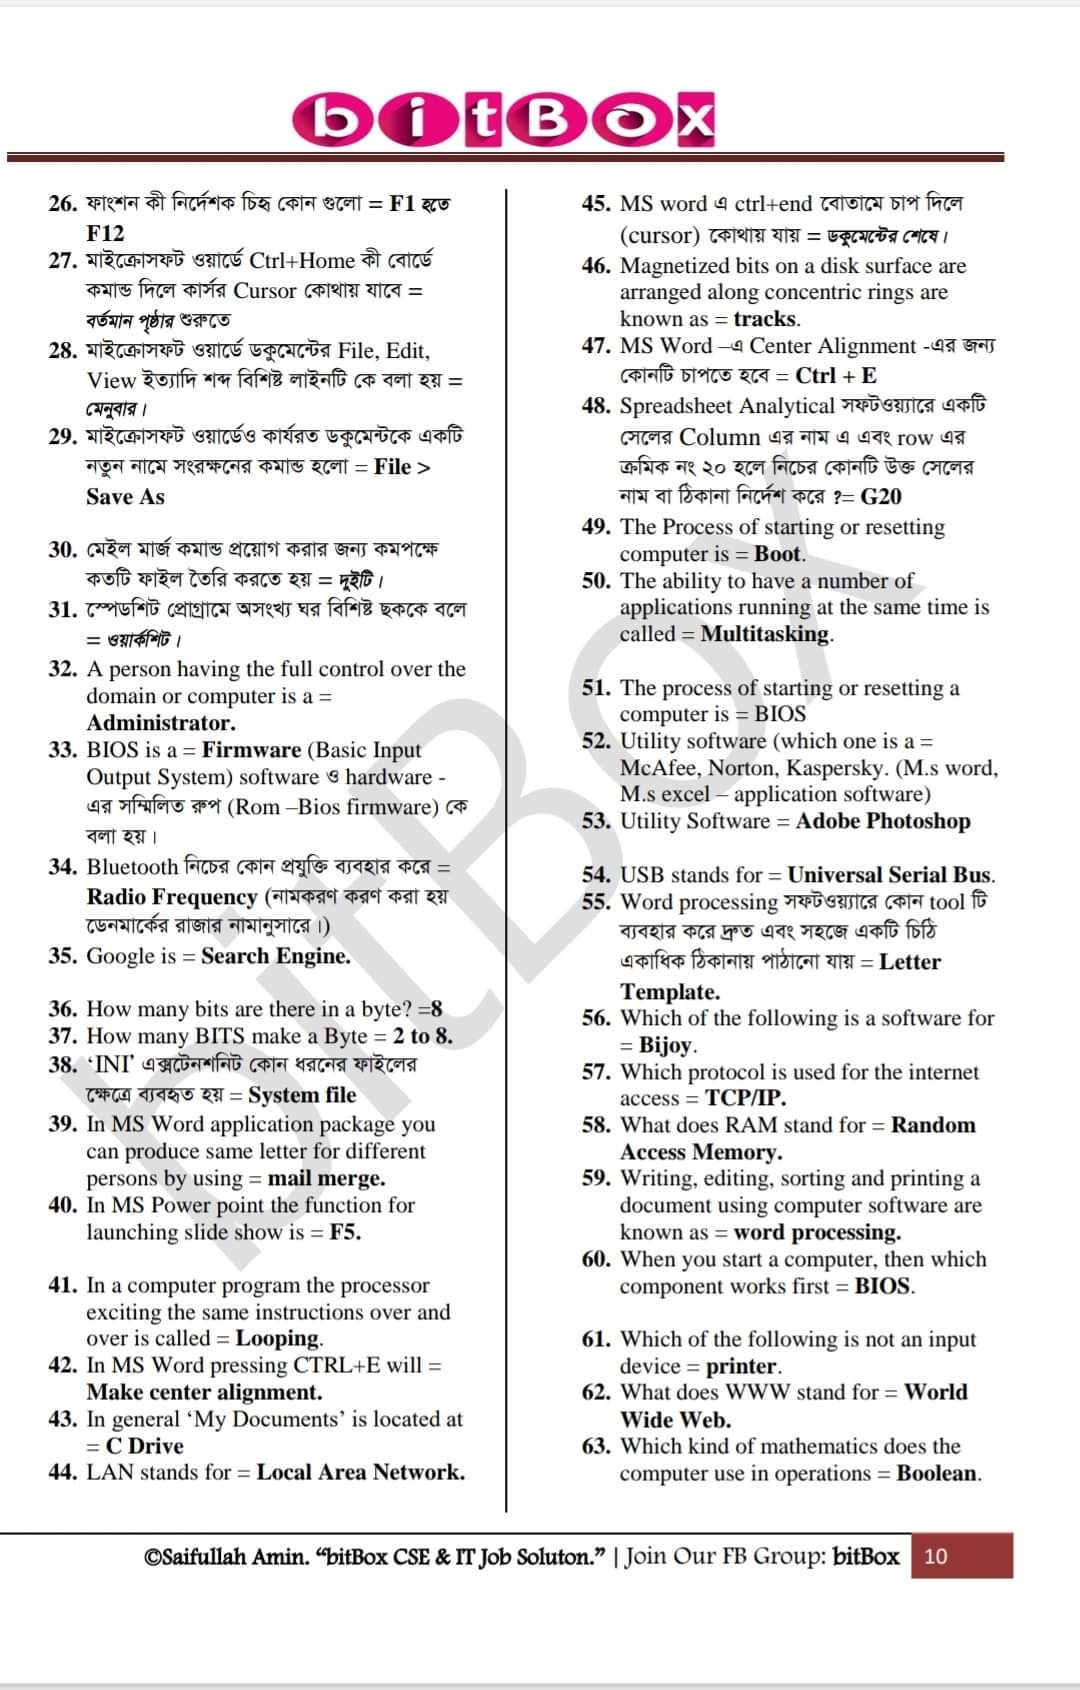 bitBox
26. ফাংশন কী নির্দেশক চিহ্ন কোন গুলো = F1 হতে
F12
27. মাইক্রোসফট ওয়ার্ডে Ctrl+Home কী বোর্ডে
কমান্ড দিলে কার্সর Cursor কোথায় যাবে =
বর্তমান পৃষ্ঠার শুরুতে
28. মাইক্রোসফট ওয়ার্ডে ডকুমেন্টের File, Edit,
View ইত্যাদি শব্দ বিশিষ্ট লাইনটি কে বলা হয় =
মেনুবার।
29. মাইক্রোসফট ওয়ার্ডেও কার্যরত ডকুমেন্টকে একটি
নতুন নামে সংরক্ষনের কমান্ড হলো = File >
Save As
30. মেইল মার্জ কমান্ড প্রয়োগ করার জন্য কমপক্ষে
কতটি ফাইল তৈরি করতে হয় = দুইটি।
31. স্পেডশিট প্রোগ্রামে অসংখ্য ঘর বিশিষ্ট ছককে বলে
= ওয়ার্কশিট।
32. A person having the full control over the
domain or computer is a =
Administrator.
33. BIOS is a = Firmware (Basic Input
Output System) software ও hardware -
এর সম্মিলিত রুপ (Rom –Bios firmware) কে
বলা হয়।
34. Bluetooth নিচের কোন প্রযুক্তি ব্যবহার করে =
Radio Frequency (নামকরণ করণ করা হয়
ডেনমার্কের রাজার নামানুসারে।)
35. Google is = Search Engine.
36. How many bits are there in a byte? =8
37. How many BITS make a Byte = 2 to 8.
38. ‘INI’ এক্সটেনশনিট কোন ধরনের ফাইলের
ক্ষেত্রে ব্যবহৃত হয় = System file
39. In MS Word application package you
can produce same letter for different
persons by using = mail merge.
40. In MS Power point the function for
launching slide show is = F5.
41. In a computer program the processor
exciting the same instructions over and
over is called = Looping.
42. In MS Word pressing CTRL+E will =
Make center alignment.
43. In general ‘My Documents’ is located at
= C Drive
44. LAN stands for = Local Area Network.
45. MS word এ ctrl+end বোতামে চাপ দিলে
(cursor) কোথায় যায় = ডকুমেন্টের শেষে।
46. Magnetized bits on a disk surface are
arranged along concentric rings are
known as = tracks.
47. MS Word –এ Center Alignment -এর জন্য
কোনটি চাপতে হবে = Ctrl + E
48. Spreadsheet Analytical সফটওয়্যারে একটি
সেলের Column এর নাম এ এবং row এর
ক্রমিক নং ২০ হলে নিচের কোনটি উক্ত সেলের
নাম বা ঠিকানা নির্দেশ করে ?= G20
49. The Process of starting or resetting
computer is = Boot.
50. The ability to have a number of
applications running at the same time is
called = Multitasking.
51. The process of starting or resetting a
computer is = BIOS
52. Utility software (which one is a =
McAfee, Norton, Kaspersky. (M.s word,
M.s excel – application software)
53. Utility Software = Adobe Photoshop
54. USB stands for = Universal Serial Bus.
55. Word processing সফটওয়্যারে কোন tool টি
ব্যবহার করে দ্রুত এবং সহজে একটি চিঠি
একাধিক ঠিকানায় পাঠানো যায় = Letter
Template.
56. Which of the following is a software for
= Bijoy.
57. Which protocol is used for the internet
access = TCP/IP.
58. What does RAM stand for = Random
Access Memory.
59. Writing, editing, sorting and printing a
document using computer software are
known as = word processing.
60. When you start a computer, then which
component works first = BIOS.
61. Which of the following is not an input
device = printer.
62. What does WWW stand for = World
Wide Web.
63. Which kind of mathematics does the
computer use in operations = Boolean.
bitBox
©Saifullah Amin. “bitBox CSE & IT Job Soluton.” | Join Our FB Group: bitBox 10